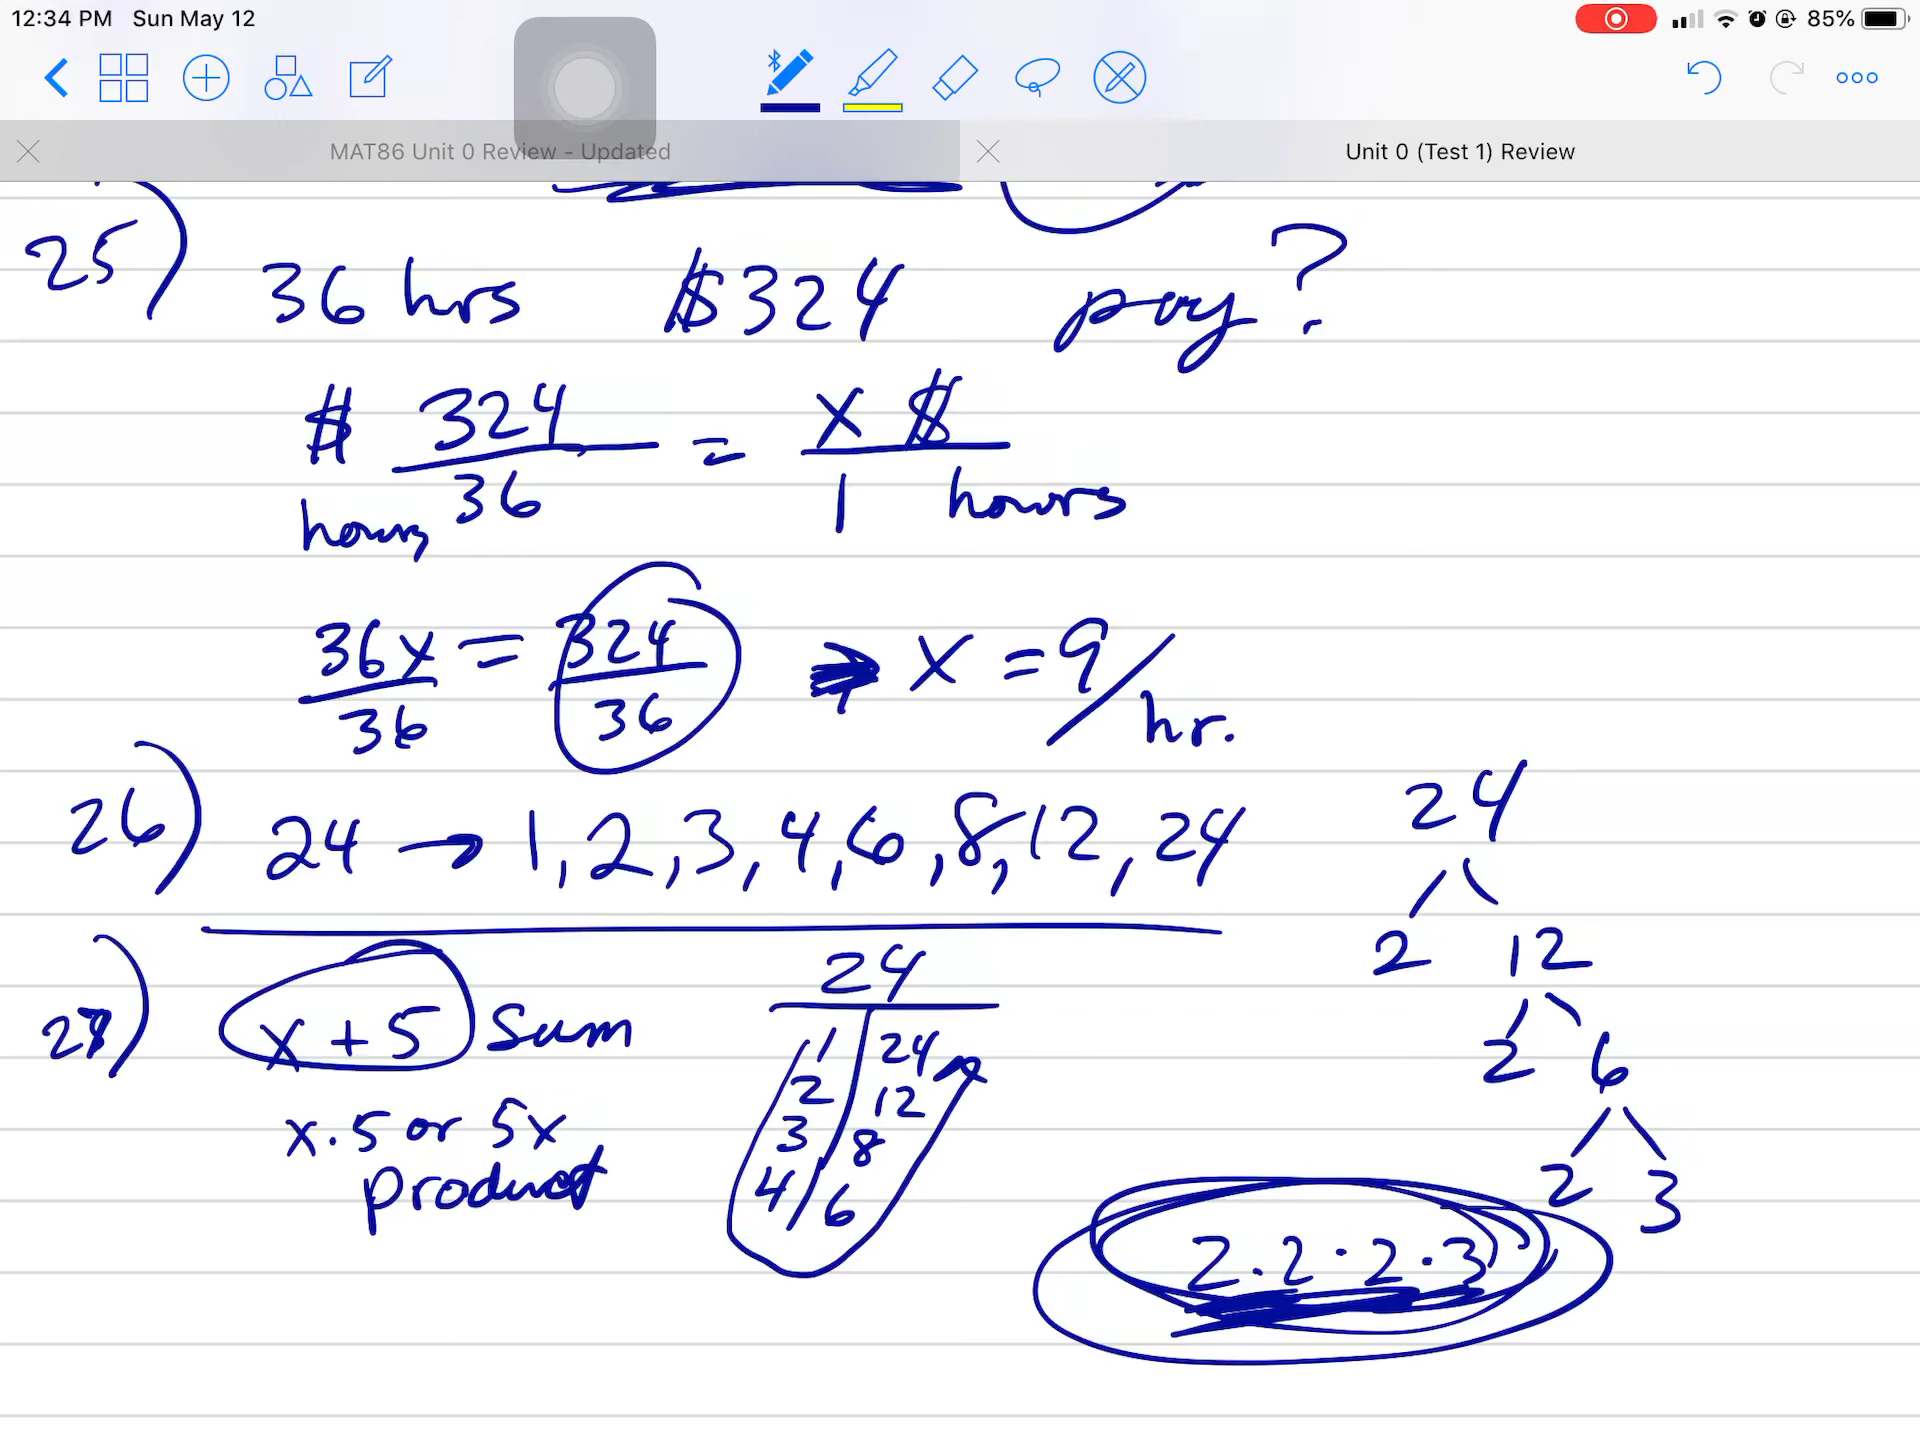 12:34 PM Sun May 12
85%
MAT86 Unit 0 Review - Updated
Unit 0 (Test 1) Review
25) 36 hrs $324 pay?
$ 324 = x $
hours 36 1 hours
36x = 324 → x = 9/hr.
36 36
26) 24 → 1, 2, 3, 4, 6, 8, 12, 24
24
2 12
2 6
2 3
2·2·2·3
x + 5 sum
x·5 or 5x
product
24
1 24
2 12
3 8
4 6